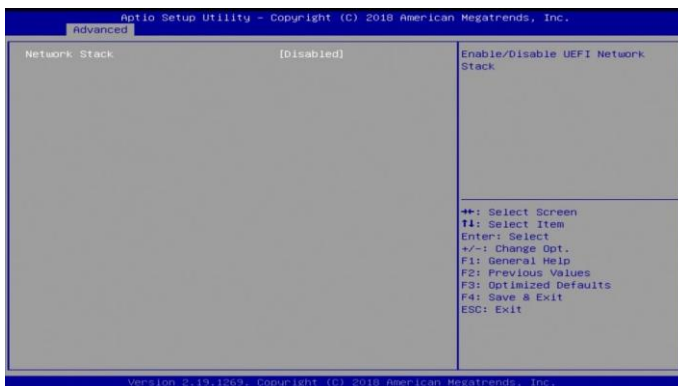 Aptio Setup Utility – Copyright (C) 2018 American Megatrends, Inc.
Advanced
Network Stack [Disabled]
Enable/Disable UEFI Network
Stack
→←: Select Screen
↑↓: Select Item
Enter: Select
+/-: Change Opt.
F1: General Help
F2: Previous Values
F3: Optimized Defaults
F4: Save & Exit
ESC: Exit
Version 2.19.1269. Copyright (C) 2018 American Megatrends, Inc.